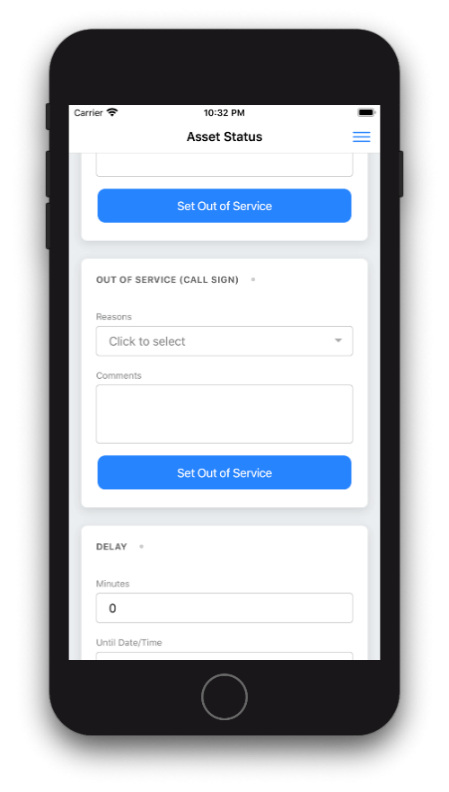 Carrier 10:32 PM
Asset Status
Set Out of Service
OUT OF SERVICE (CALL SIGN)
Reasons
Click to select
Comments
Set Out of Service
DELAY
Minutes
0
Until Date/Time